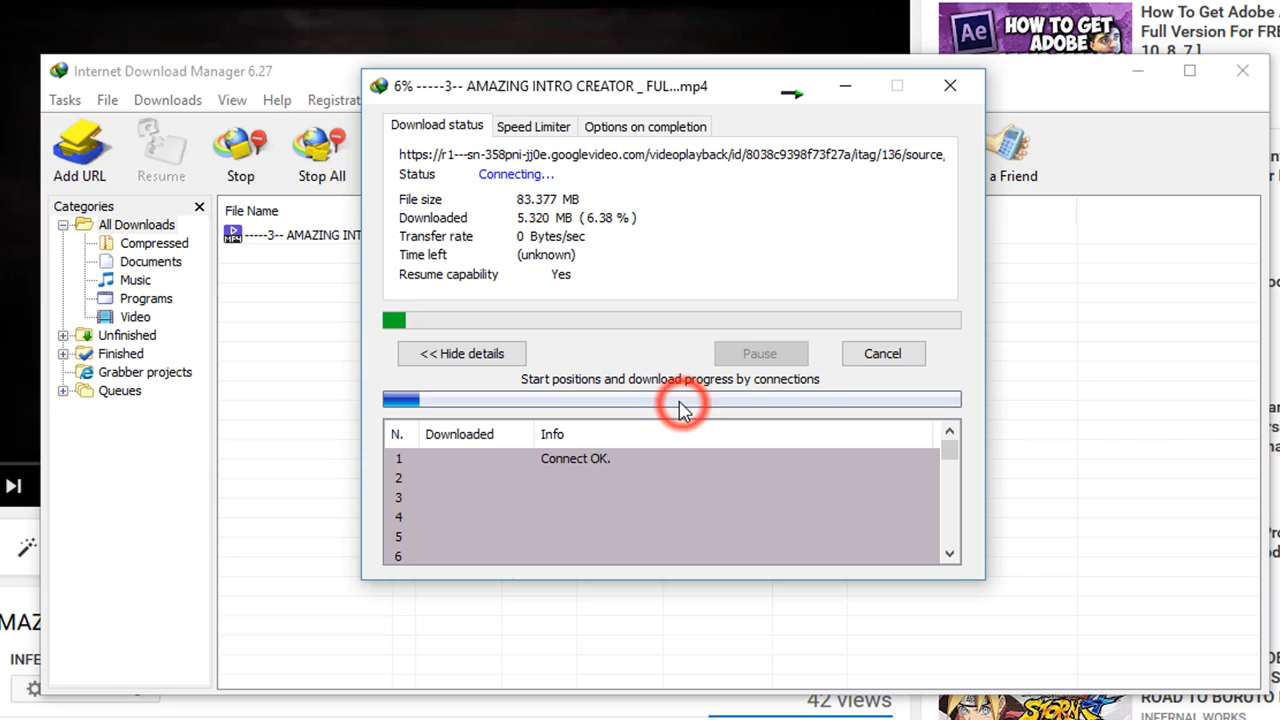 How To Get Adobe A
Full Version For FRE
10, 8, 7 ]
Ae HOW TO GET
ADOBE
Internet Download Manager 6.27
Tasks File Downloads View Help Registrat
Add URL Resume Stop Stop All a Friend
Categories
All Downloads
Compressed
Documents
Music
Programs
Video
Unfinished
Finished
Grabber projects
Queues
File Name
MP4 -----3-- AMAZING INT
6% -----3-- AMAZING INTRO CREATOR _ FUL...mp4
Download status Speed Limiter Options on completion
https://r1---sn-358pni-jj0e.googlevideo.com/videoplayback/id/8038c9398f73f27a/itag/136/source,
Status Connecting...
File size 83.377 MB
Downloaded 5.320 MB ( 6.38 % )
Transfer rate 0 Bytes/sec
Time left (unknown)
Resume capability Yes
<< Hide details Pause Cancel
Start positions and download progress by connections
N. Downloaded Info
1 Connect OK.
2
3
4
5
6
MAZ
INFE
42 views
ROAD TO BORUTO
INFERNAL WORKS